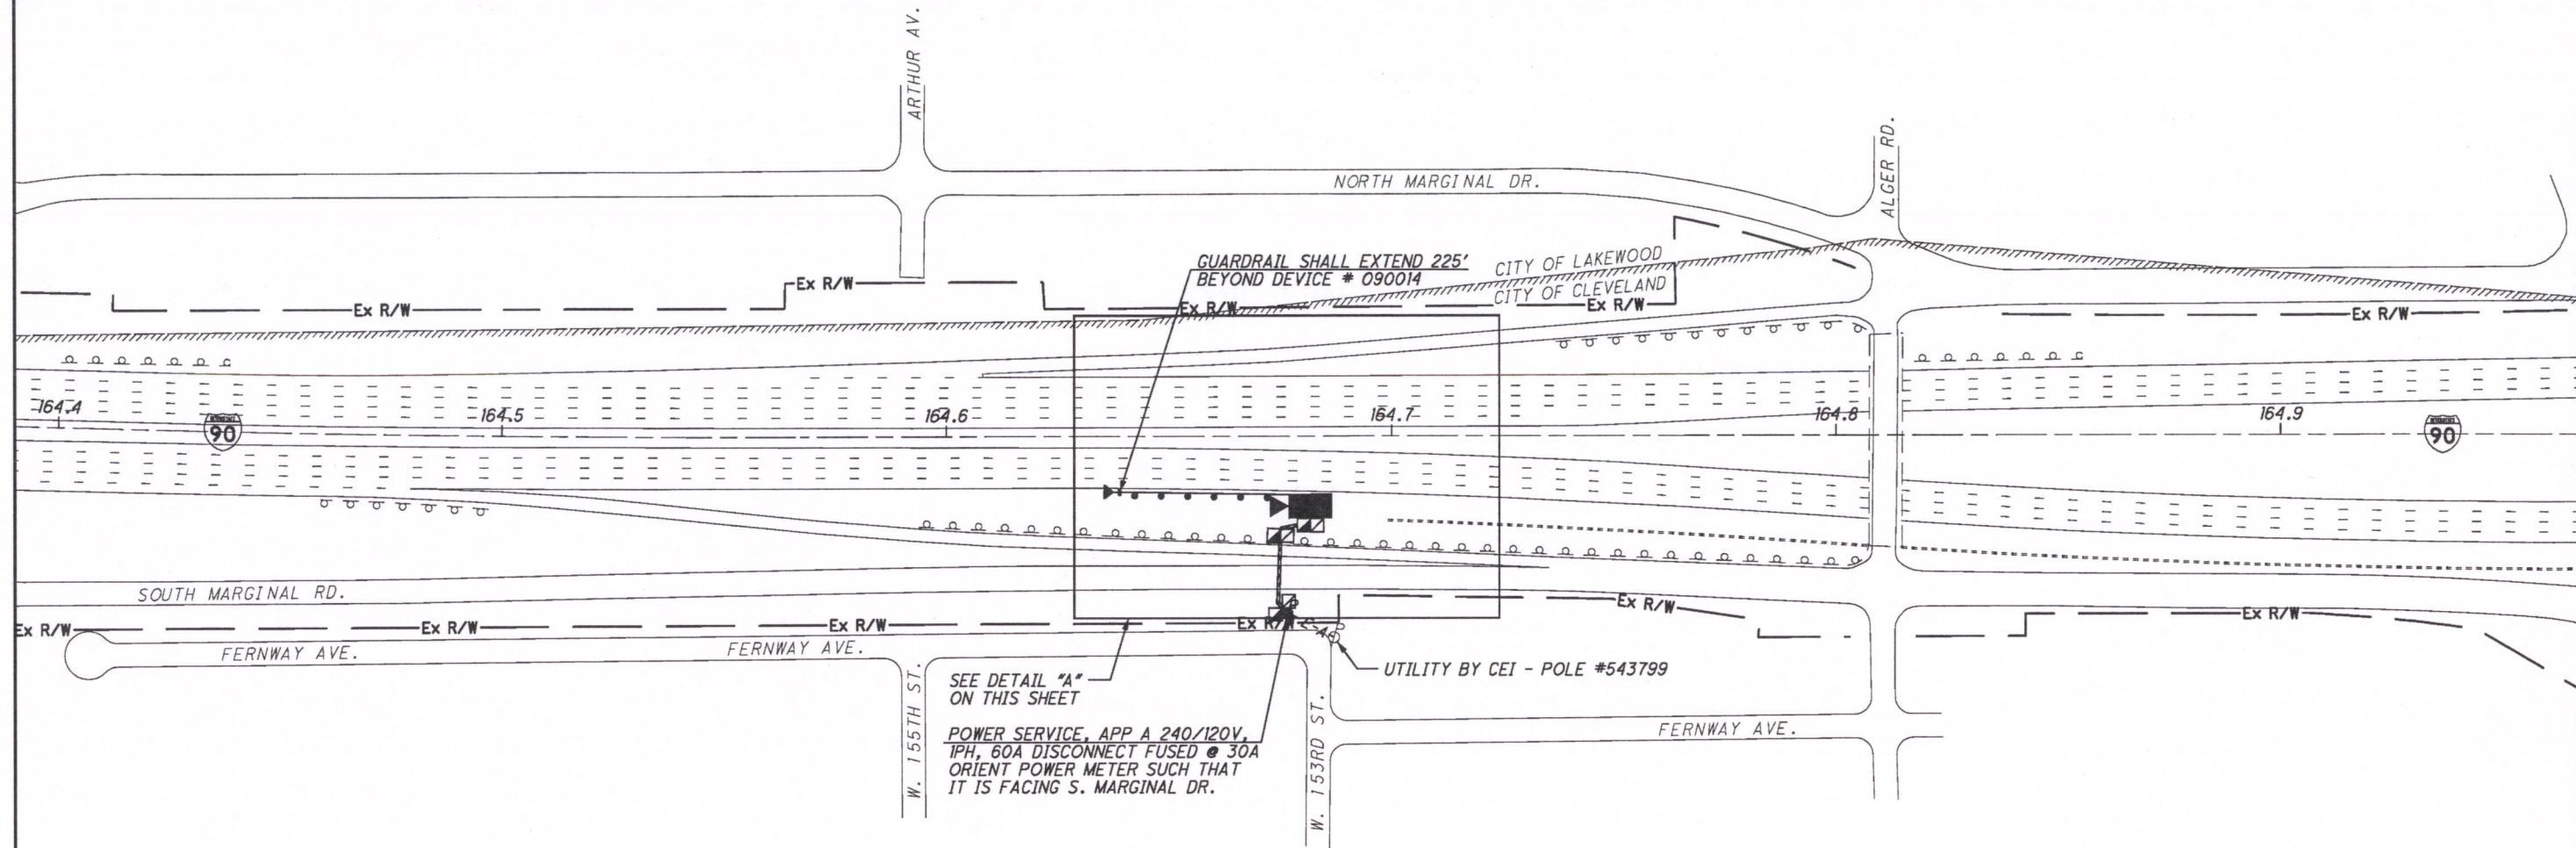 ARTHUR AV.
ALGER RD.
NORTH MARGINAL DR.
GUARDRAIL SHALL EXTEND 225'
BEYOND DEVICE # 090014
CITY OF LAKEWOOD
CITY OF CLEVELAND
Ex R/W
Ex R/W
Ex R/W
Ex R/W
Ex R/W
164.4
90
164.5
164.6
164.7
164.8
164.9
90
SOUTH MARGINAL RD.
Ex R/W
Ex R/W
Ex R/W
Ex R/W
Ex R/W
Ex R/W
FERNWAY AVE.
FERNWAY AVE.
UTILITY BY CEI - POLE #543799
SEE DETAIL "A"
ON THIS SHEET
W. 155TH ST.
W. 153RD ST.
FERNWAY AVE.
POWER SERVICE, APP A 240/120V,
1PH, 60A DISCONNECT FUSED @ 30A
ORIENT POWER METER SUCH THAT
IT IS FACING S. MARGINAL DR.